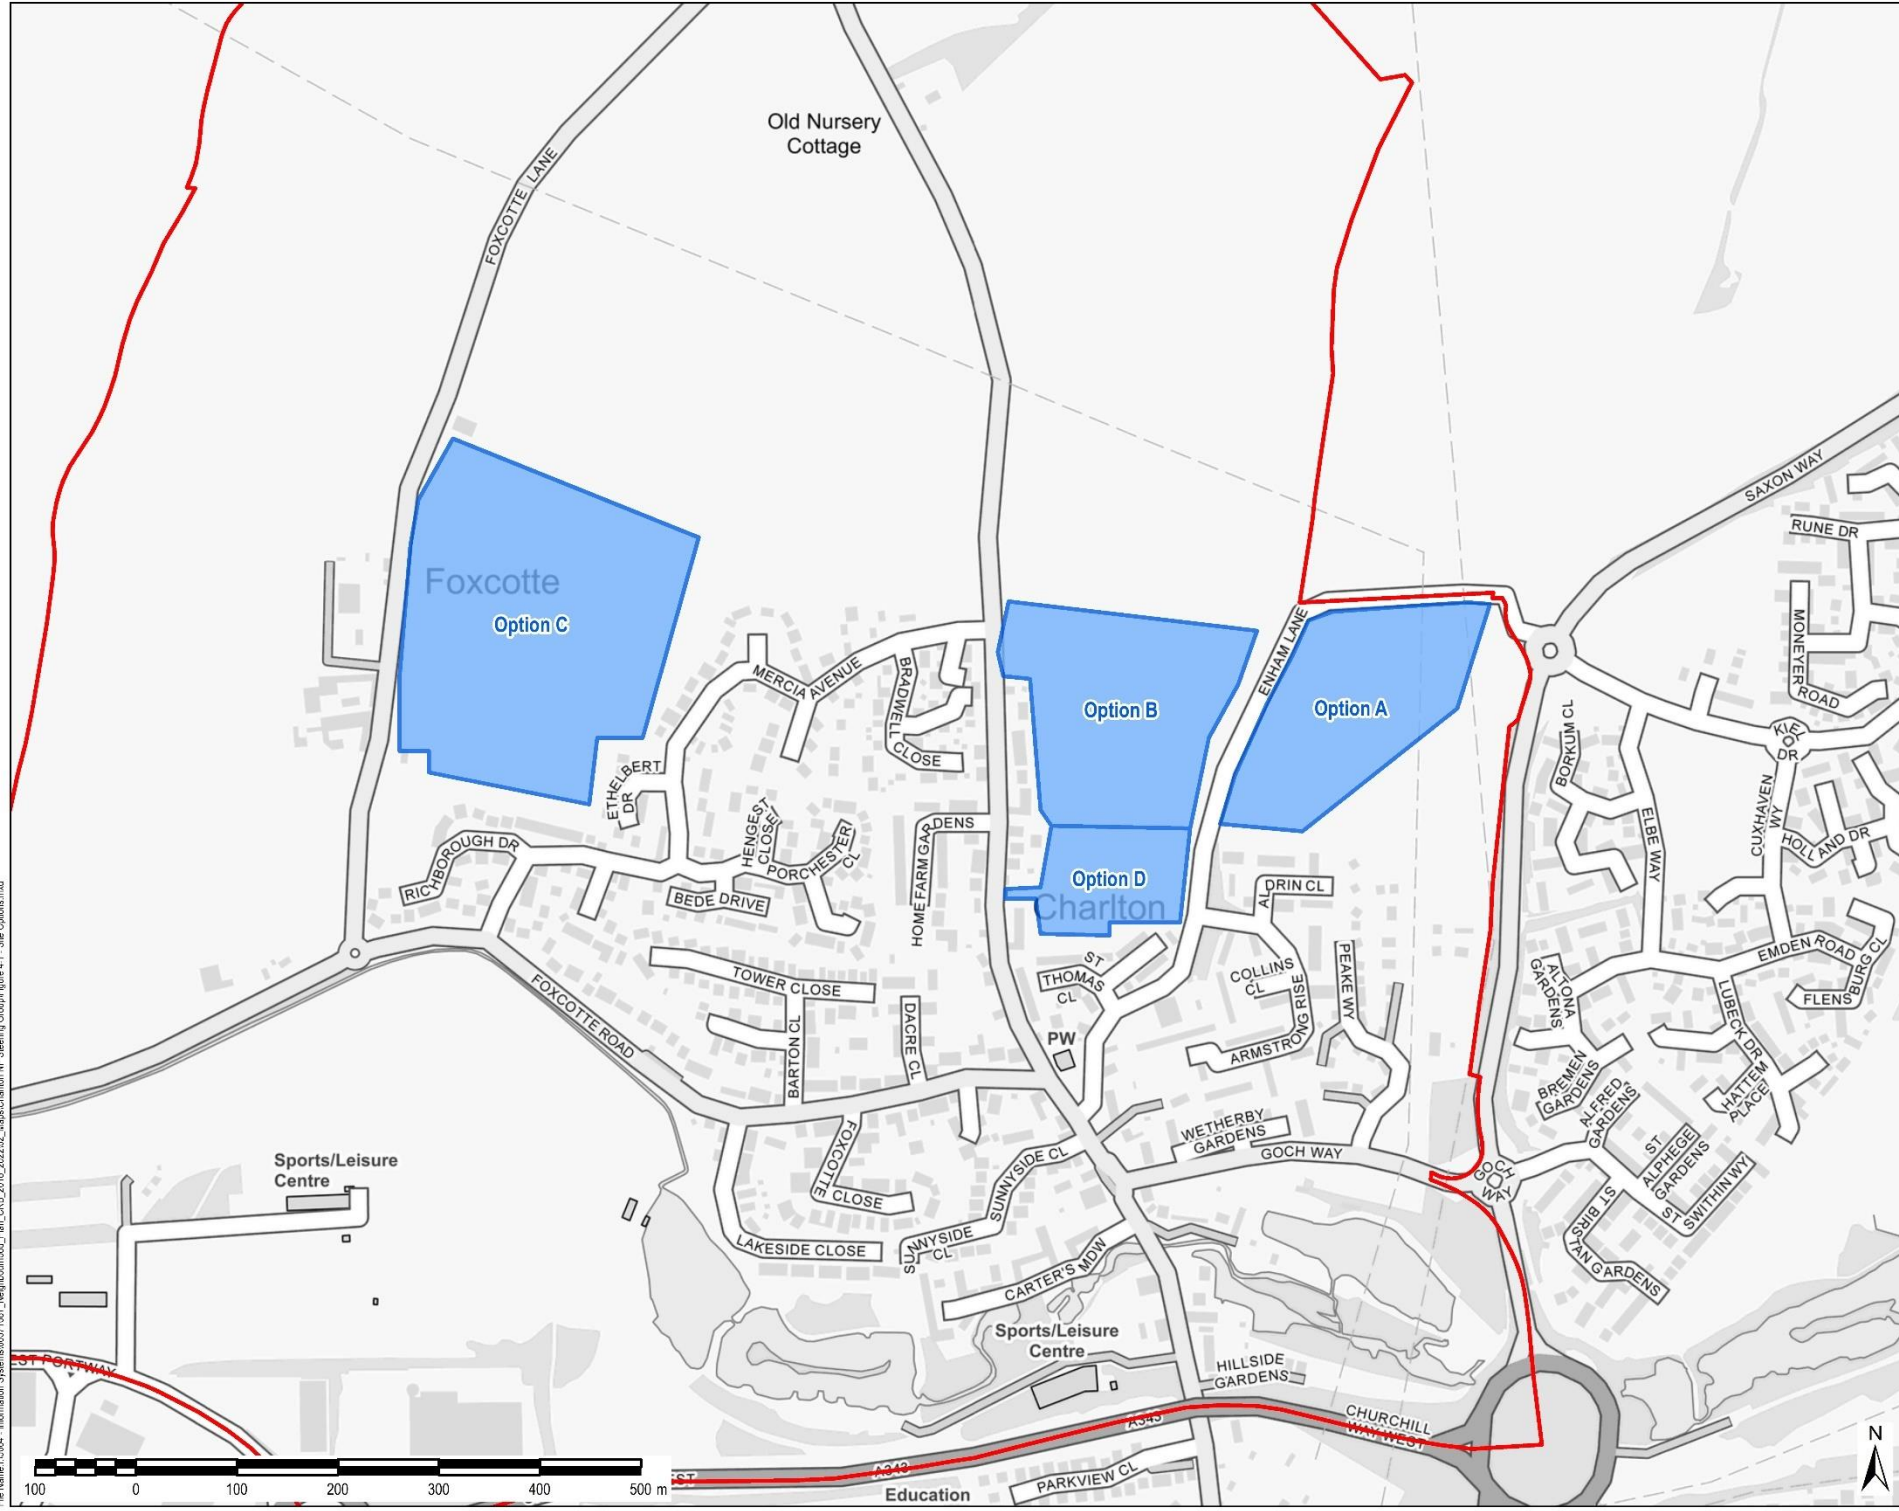 Old Nursery
Cottage
FOXCOTTE LANE
SAXON WAY
RUNE DR
MONEYER
ROAD
Foxcotte
Option C
ENHAM LANE
Option B
Option A
MERCIA AVENUE
BRADWELL
CLOSE
BORKUM CL
KIEL
DR
ETHELBERT
DR
HENGEST
CLOSE
PORCHESTER
CL
HOME FARM GARDENS
ELBE WAY
CUXHAVEN
WY
HOLLAND DR
RICHBOROUGH DR
BEDE DRIVE
Option D
Charlton
ALDRIN CL
ST
THOMAS
CL
COLLINS
CL
PEAKE WY
ARMSTRONG RISE
ALTONA
GARDENS
EMDEN ROAD
FLENSBURG CL
LUBECK DR
TOWER CLOSE
FOXCOTTE ROAD
BARTON CL
DACRE CL
PW
BREMEN
GARDENS
ALFRED
GARDENS
HATTEM
PLACE
WETHERBY
GARDENS
GOCH WAY
GOCH
WAY
ST
ALPHEGE
GARDENS
ST SWITHIN WY
ST BIRSTAN GARDENS
Sports/Leisure
Centre
FOXCOTTE
CLOSE
SUNNYSIDE CL
SUNNYSIDE
CL
LAKESIDE CLOSE
CARTER'S MDW
Sports/Leisure
Centre
HILLSIDE
GARDENS
EST PORTWAY
A343
CHURCHILL
WAY WEST
A343
EST
PARKVIEW CL
Education
N
100 0 100 200 300 400 500 m